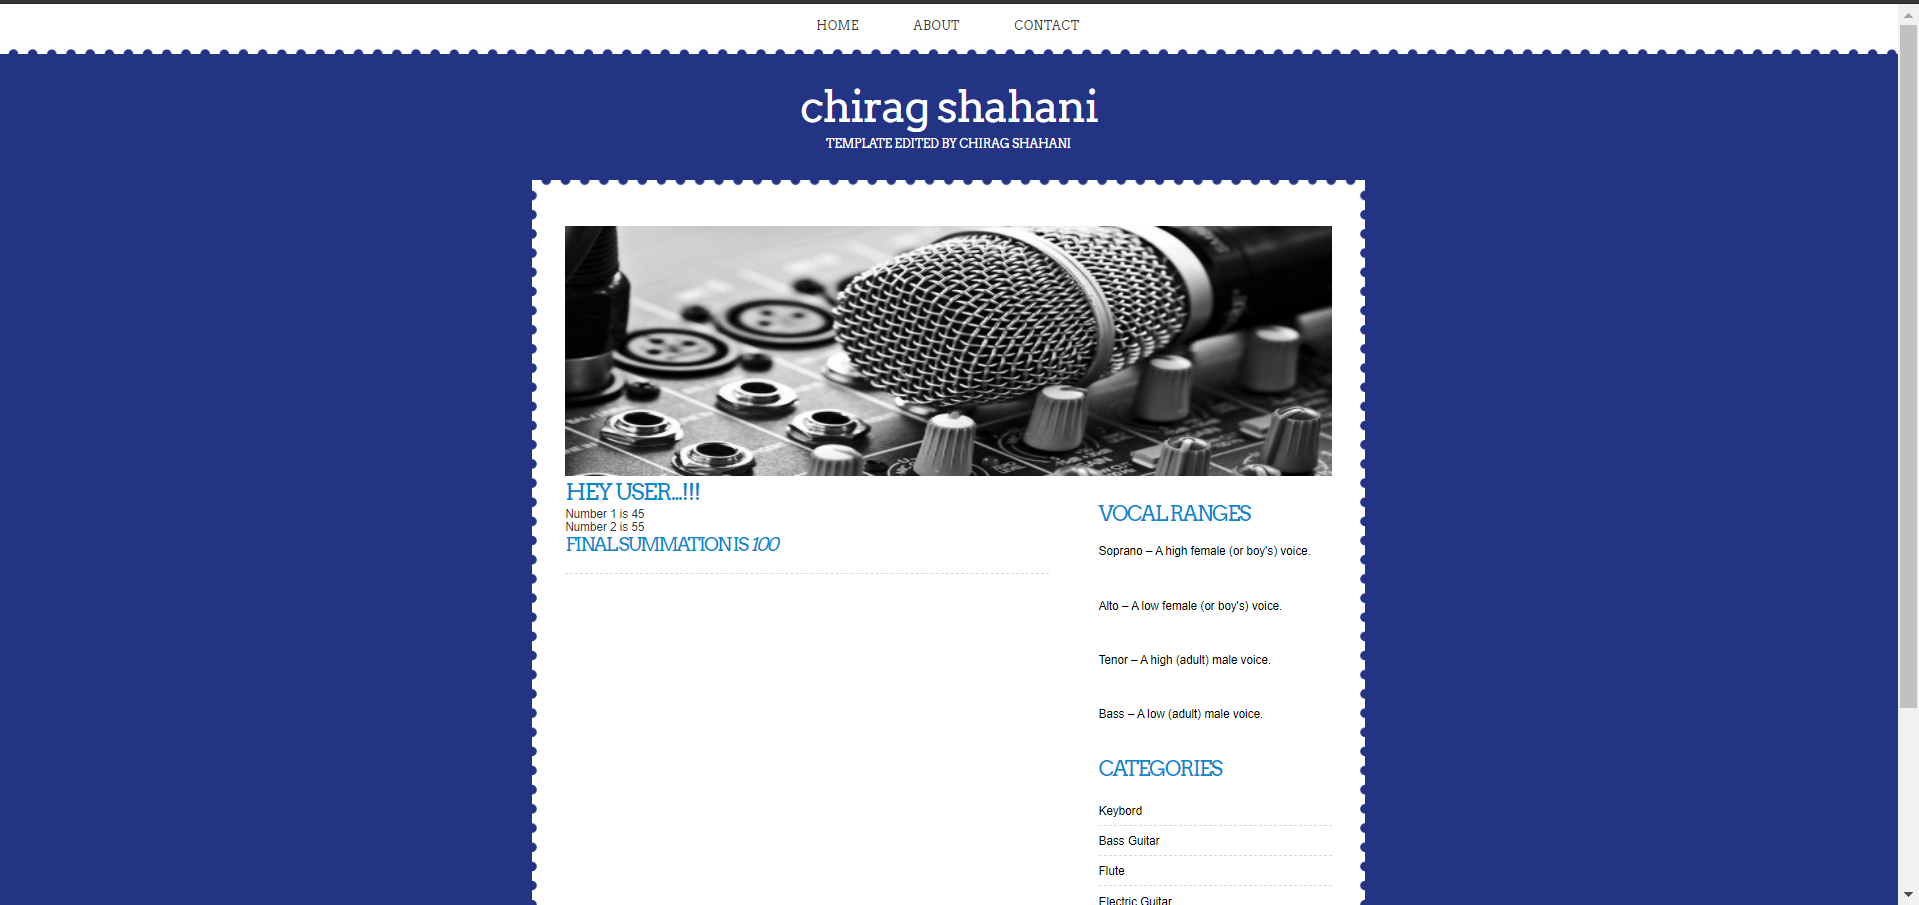 HOME ABOUT CONTACT
chirag shahani
TEMPLATE EDITED BY CHIRAG SHAHANI
HEY USER...!!!
Number 1 is 45
Number 2 is 55
FINAL SUMMATION IS 100
VOCAL RANGES
Soprano – A high female (or boy's) voice.
Alto – A low female (or boy's) voice.
Tenor – A high (adult) male voice.
Bass – A low (adult) male voice.
CATEGORIES
Keybord
Bass Guitar
Flute
Electric Guitar